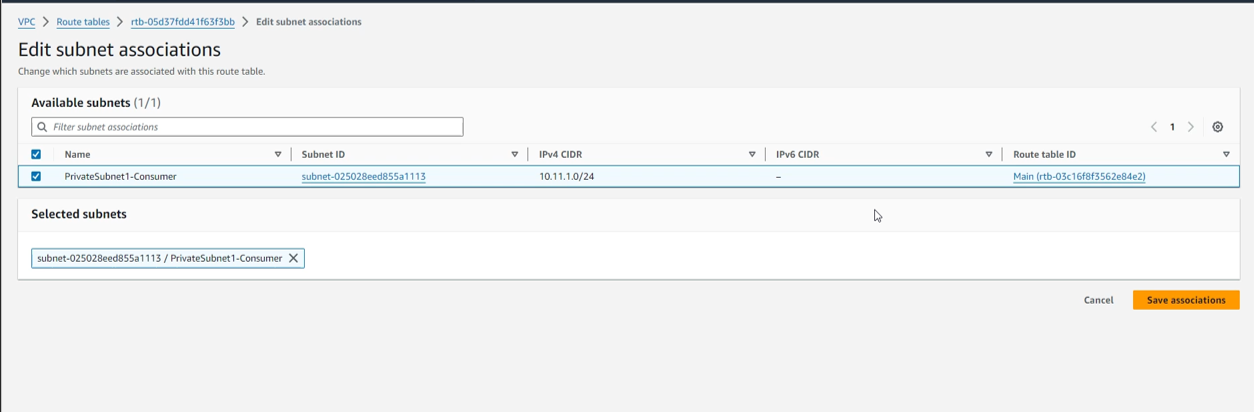 VPC > Route tables > rtb-05d37fdd41f63f3bb > Edit subnet associations
Edit subnet associations
Change which subnets are associated with this route table.
Available subnets (1/1)
Filter subnet associations
1
Name Subnet ID IPv4 CIDR IPv6 CIDR Route table ID
PrivateSubnet1-Consumer subnet-025028eed855a1113 10.11.1.0/24 – Main (rtb-03c16f8f3562e84e2)
Selected subnets
subnet-025028eed855a1113 / PrivateSubnet1-Consumer
Cancel Save associations